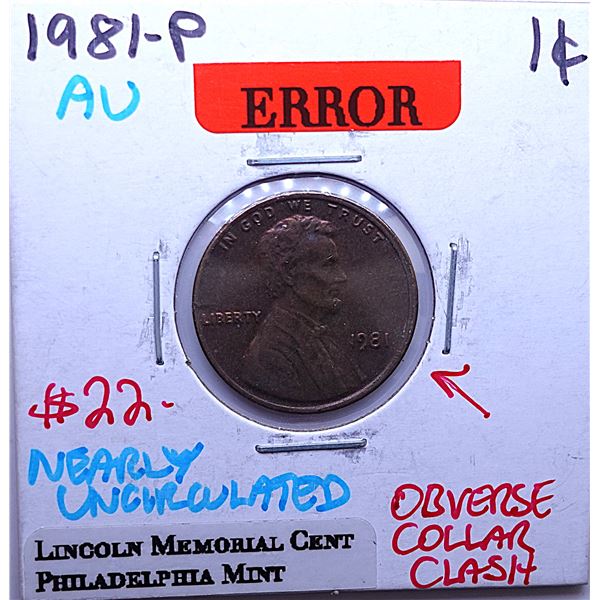 1981-P
1¢
AU
ERROR
IN GOD WE TRUST
LIBERTY
1981
$22-
NEARLY
UNCIRCULATED
OBVERSE
COLLAR
CLASH
LINCOLN MEMORIAL CENT
PHILADELPHIA MINT